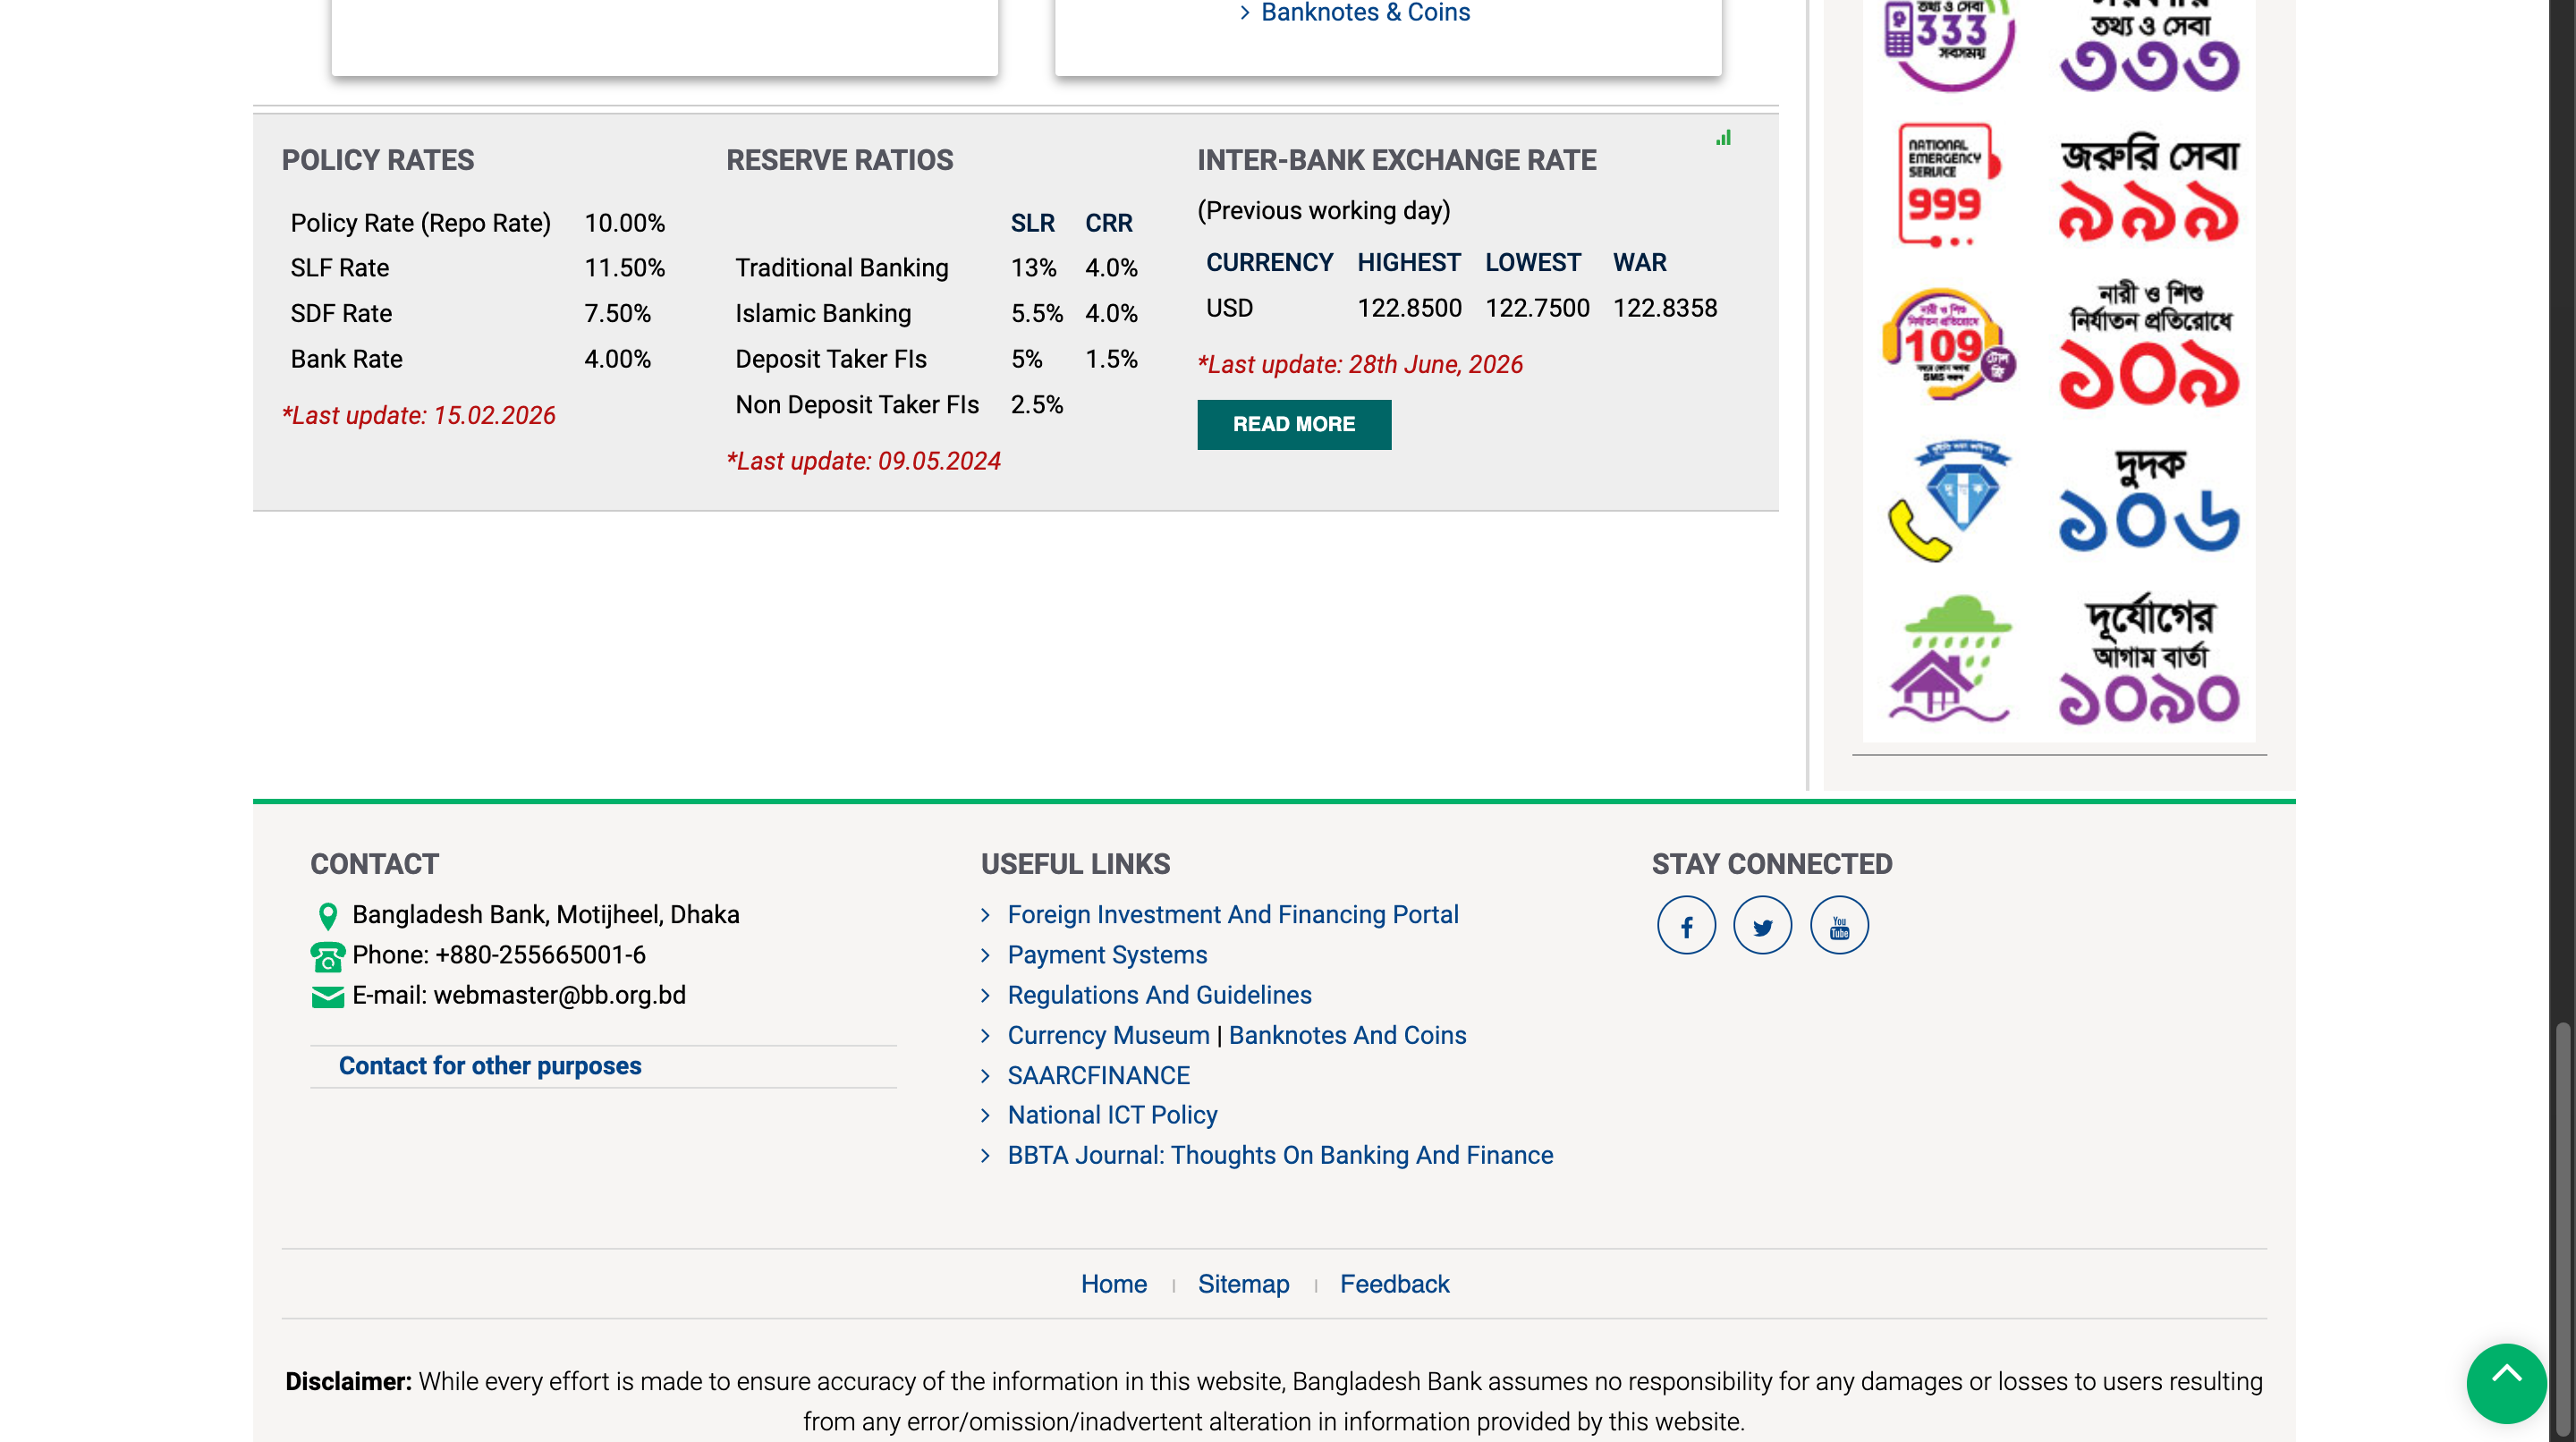 Banknotes & Coins
POLICY RATES
Policy Rate (Repo Rate) 10.00%
SLF Rate 11.50%
SDF Rate 7.50%
Bank Rate 4.00%
*Last update: 15.02.2026
RESERVE RATIOS
SLR CRR
Traditional Banking 13% 4.0%
Islamic Banking 5.5% 4.0%
Deposit Taker FIs 5% 1.5%
Non Deposit Taker FIs 2.5%
*Last update: 09.05.2024
INTER-BANK EXCHANGE RATE
(Previous working day)
CURRENCY HIGHEST LOWEST WAR
USD 122.8500 122.7500 122.8358
*Last update: 28th June, 2026
READ MORE
তথ্য ও সেবা
333
সবসময়
তথ্য ও সেবা
৩৩৩
NATIONAL
EMERGENCY
SERVICE
999
জরুরি সেবা
৯৯৯
নারী ও শিশু
নির্যাতন প্রতিরোধে
109
টোল
ফ্রি
নারী ও শিশু
নির্যাতন প্রতিরোধে
১০৯
দুদক
১০৬
দূর্যোগের
আগাম বার্তা
১০৯০
CONTACT
Bangladesh Bank, Motijheel, Dhaka
Phone: +880-255665001-6
E-mail: webmaster@bb.org.bd
Contact for other purposes
USEFUL LINKS
Foreign Investment And Financing Portal
Payment Systems
Regulations And Guidelines
Currency Museum | Banknotes And Coins
SAARCFINANCE
National ICT Policy
BBTA Journal: Thoughts On Banking And Finance
STAY CONNECTED
You
Tube
Home | Sitemap | Feedback
Disclaimer: While every effort is made to ensure accuracy of the information in this website, Bangladesh Bank assumes no responsibility for any damages or losses to users resulting
from any error/omission/inadvertent alteration in information provided by this website.